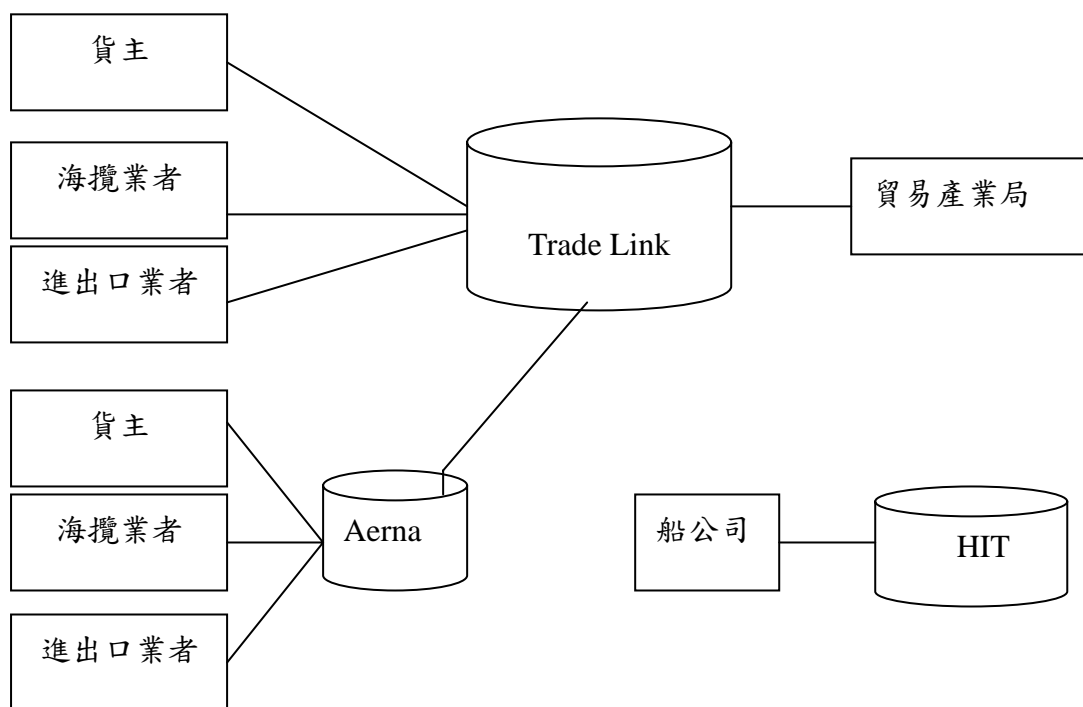 貨主
海攬業者
進出口業者
Trade Link
貿易產業局
貨主
海攬業者
進出口業者
Aerna
船公司
HIT